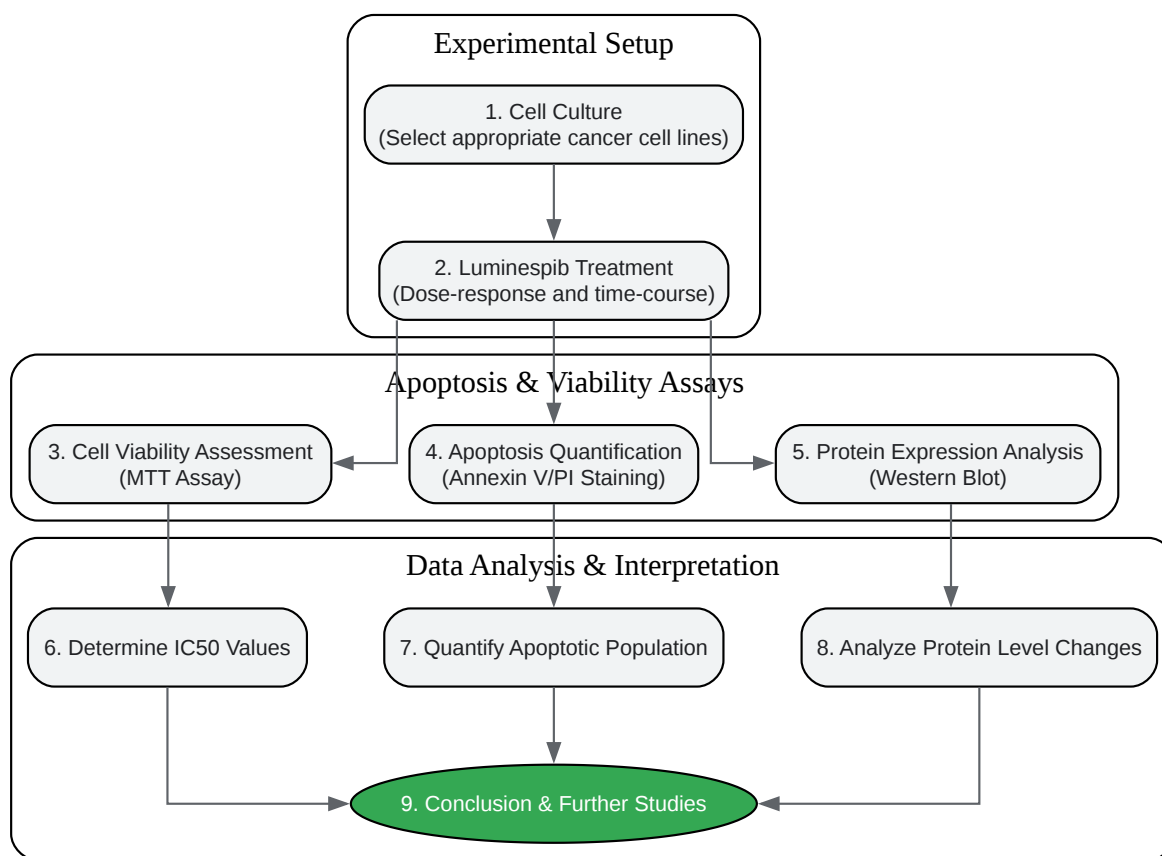 Experimental Setup
1. Cell Culture
(Select appropriate cancer cell lines)
2. Luminespib Treatment
(Dose-response and time-course)
Apoptosis & Viability Assays
3. Cell Viability Assessment
(MTT Assay)
4. Apoptosis Quantification
(Annexin V/PI Staining)
5. Protein Expression Analysis
(Western Blot)
Data Analysis & Interpretation
6. Determine IC50 Values
7. Quantify Apoptotic Population
8. Analyze Protein Level Changes
9. Conclusion & Further Studies